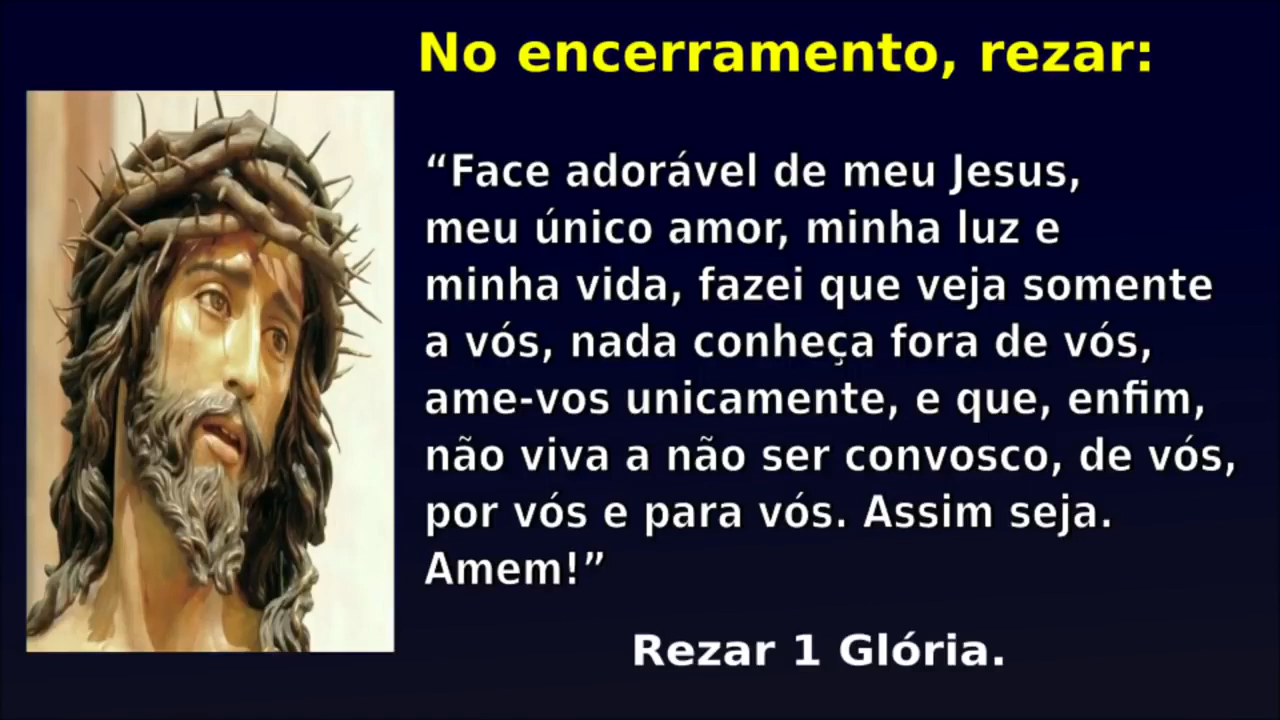 No encerramento, rezar:
“Face adorável de meu Jesus,
meu único amor, minha luz e
minha vida, fazei que veja somente
a vós, nada conheça fora de vós,
ame-vos unicamente, e que, enfim,
não viva a não ser convosco, de vós,
por vós e para vós. Assim seja.
Amem!”
Rezar 1 Glória.